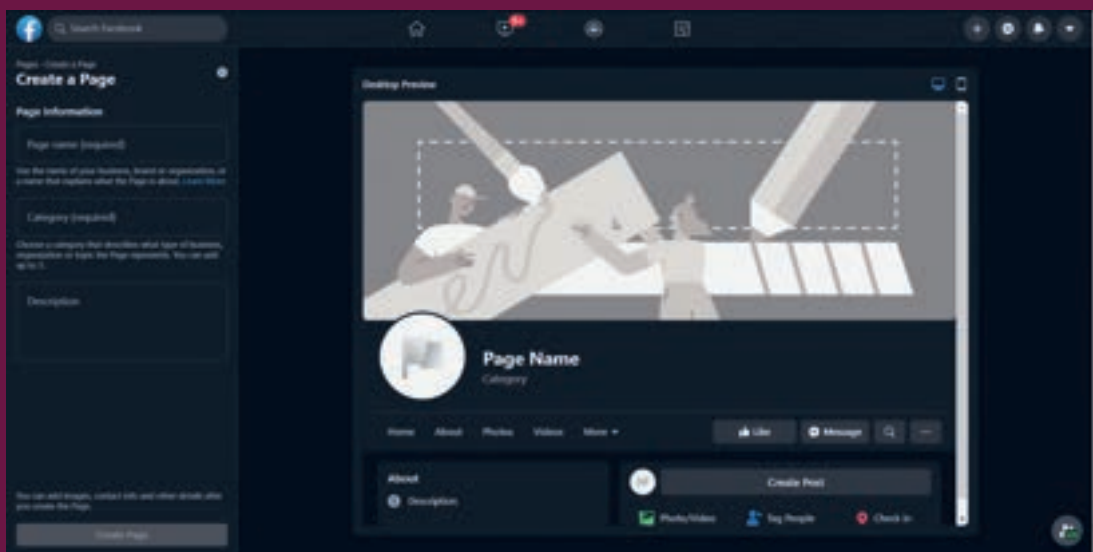 Search Facebook
Pages · Create a Page
Create a Page
Page Information
Page name (required)
Use the name of your business, brand or organization, or
a name that explains what the Page is about. Learn More
Category (required)
Choose a category that describes what type of business,
organization or topic the Page represents. You can add
up to 3.
Description
You can add images, contact info and other details after
you create the Page.
Create Page
Desktop Preview
Page Name
Category
Home About Photos Videos More
Like
Message
About
Description
Create Post
Photo/Video Tag People Check in